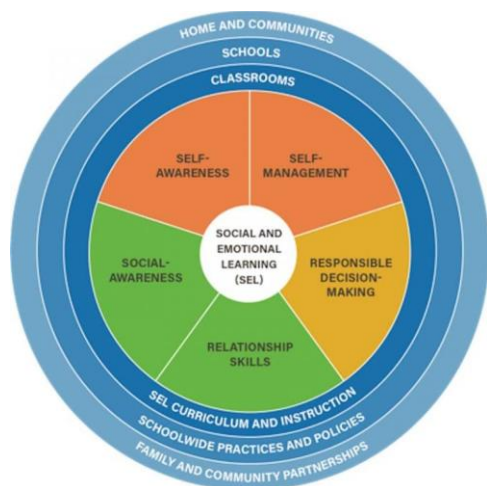 HOME AND COMMUNITIES
SCHOOLS
CLASSROOMS
SELF-
AWARENESS
SELF-
MANAGEMENT
SOCIAL-
AWARENESS
SOCIAL AND
EMOTIONAL
LEARNING
(SEL)
RESPONSIBLE
DECISION-
MAKING
RELATIONSHIP
SKILLS
SEL CURRICULUM AND INSTRUCTION
SCHOOLWIDE PRACTICES AND POLICIES
FAMILY AND COMMUNITY PARTNERSHIPS